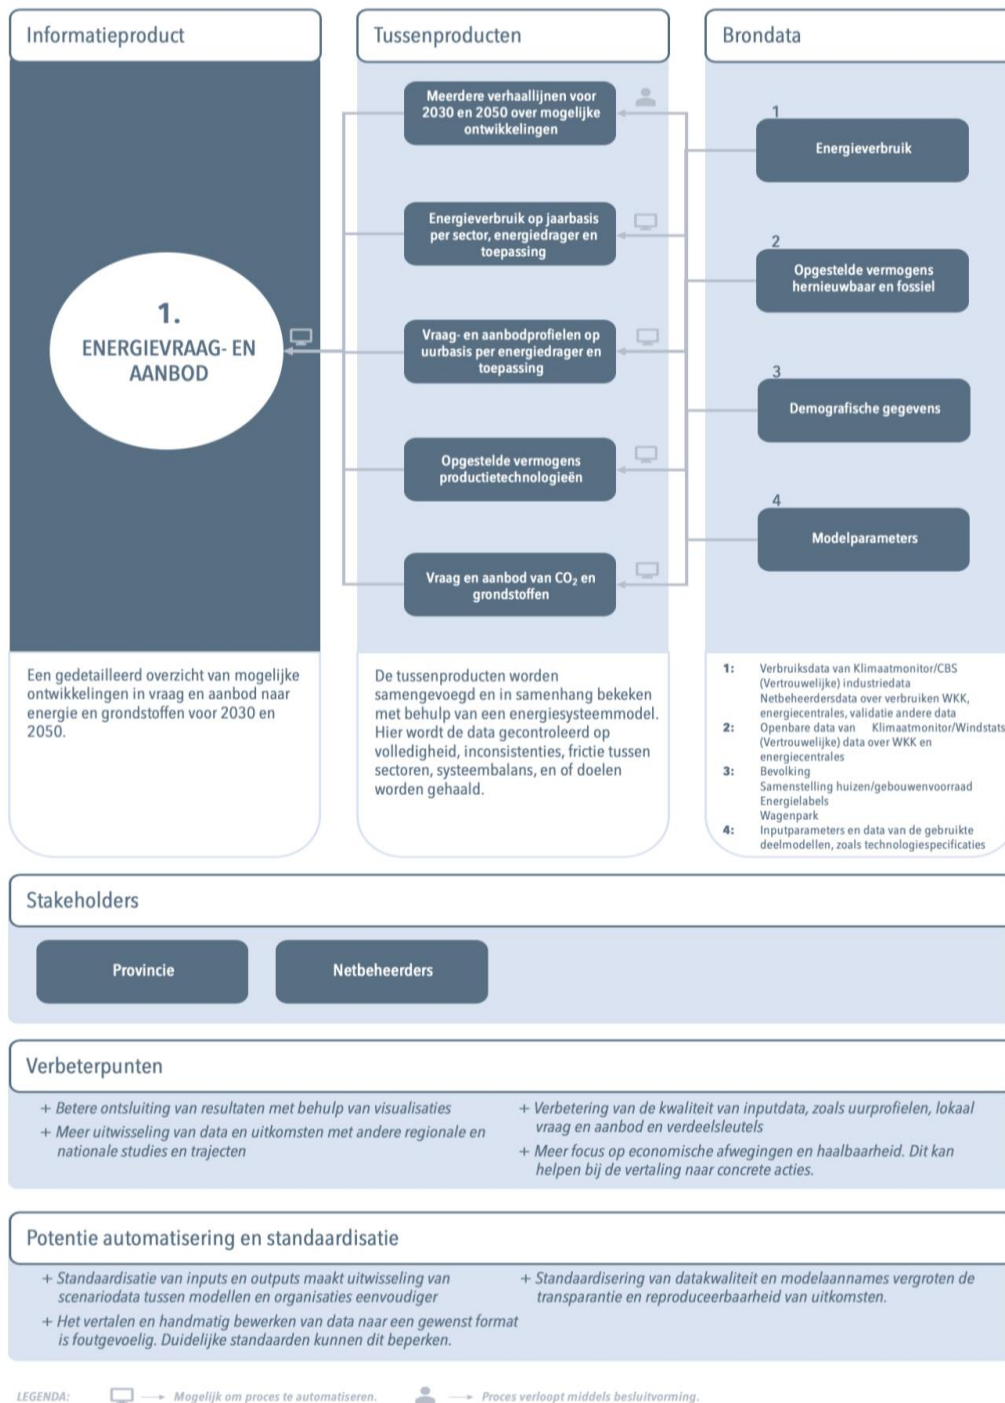 Informatieproduct
Tussenproducten
Brondata
1.
ENERGIEVRAAG- EN
AANBOD
Meerdere verhaallijnen voor
2030 en 2050 over mogelijke
ontwikkelingen
Energieverbruik op jaarbasis
per sector, energiedrager en
toepassing
Vraag- en aanbodprofielen op
uurbasis per energiedrager en
toepassing
Opgestelde vermogens
productietechnologieën
Vraag en aanbod van CO₂ en
grondstoffen
1
Energieverbruik
2
Opgestelde vermogens
hernieuwbaar en fossiel
3
Demografische gegevens
4
Modelparameters
Een gedetailleerd overzicht van mogelijke
ontwikkelingen in vraag en aanbod naar
energie en grondstoffen voor 2030 en
2050.
De tussenproducten worden
samengevoegd en in samenhang bekeken
met behulp van een energiesysteemmodel.
Hier wordt de data gecontroleerd op
volledigheid, inconsistenties, frictie tussen
sectoren, systeembalans, en of doelen
worden gehaald.
1: Verbruiksdata van Klimaatmonitor/CBS
(Vertrouwelijke) industriedata
Netbeheerdersdata over verbruiken WKK,
energiecentrales, validatie andere data
2: Openbare data van Klimaatmonitor/Windstats
(Vertrouwelijke) data over WKK en
energiecentrales
3: Bevolking
Samenstelling huizen/gebouwenvoorraad
Energielabels
Wagenpark
4: Inputparameters en data van de gebruikte
deelmodellen, zoals technologiespecificaties
Stakeholders
Provincie
Netbeheerders
Verbeterpunten
+ Betere ontsluiting van resultaten met behulp van visualisaties
+ Meer uitwisseling van data en uitkomsten met andere regionale en
nationale studies en trajecten
+ Verbetering van de kwaliteit van inputdata, zoals uurprofielen, lokaal
vraag en aanbod en verdeelsleutels
+ Meer focus op economische afwegingen en haalbaarheid. Dit kan
helpen bij de vertaling naar concrete acties.
Potentie automatisering en standaardisatie
+ Standaardisatie van inputs en outputs maakt uitwisseling van
scenariodata tussen modellen en organisaties eenvoudiger
+ Het vertalen en handmatig bewerken van data naar een gewenst format
is foutgevoelig. Duidelijke standaarden kunnen dit beperken.
+ Standaardisering van datakwaliteit en modelaannames vergroten de
transparantie en reproduceerbaarheid van uitkomsten.
LEGENDA:
Mogelijk om proces te automatiseren.
Proces verloopt middels besluitvorming.